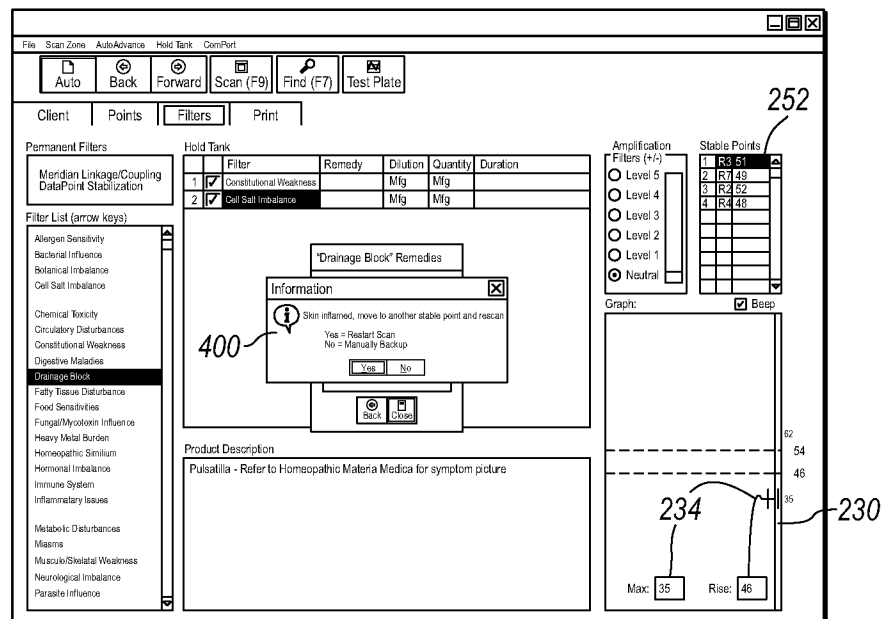 File Scan Zone AutoAdvance Hold Tank ComPort
Auto Back Forward Scan (F9) Find (F7) Test Plate
252
Client Points Filters Print
Permanent Filters
Meridian Linkage/Coupling
DataPoint Stabilization
Filter List (arrow keys)
Allergen Sensitivity
Bacterial Influence
Botanical Imbalance
Cell Salt Imbalance
Chemical Toxicity
Circulatory Disturbances
Constitutional Weakness
Digestive Maladies
Drainage Block
Fatty Tissue Disturbance
Food Sensitivities
Fungal/Mycotoxin Influence
Heavy Metal Burden
Homeopathic Similium
Hormonal Imbalance
Immune System
Inflammatary Issues
Metabolic Disturbances
Miasms
Musculo/Skelatal Weakness
Neurological Imbalance
Parasite Influence
Hold Tank
Filter Remedy Dilution Quantity Duration
1 Constitutional Weakness Mfg Mfg
2 Cell Salt Imbalance Mfg Mfg
"Drainage Block" Remedies
Information
Skin inflamed, move to another stable point and rescan
Yes = Restart Scan
No = Manually Backup
400
Yes No
Back Close
Product Description
Pulsatilla - Refer to Homeopathic Materia Medica for symptom picture
Amplification
Filters (+/-)
Level 5
Level 4
Level 3
Level 2
Level 1
Neutral
Stable Points
1 R3 51
2 R7 49
3 R2 52
4 R4 48
Graph: Beep
62
54
46
35
234
230
Max: 35 Rise: 46